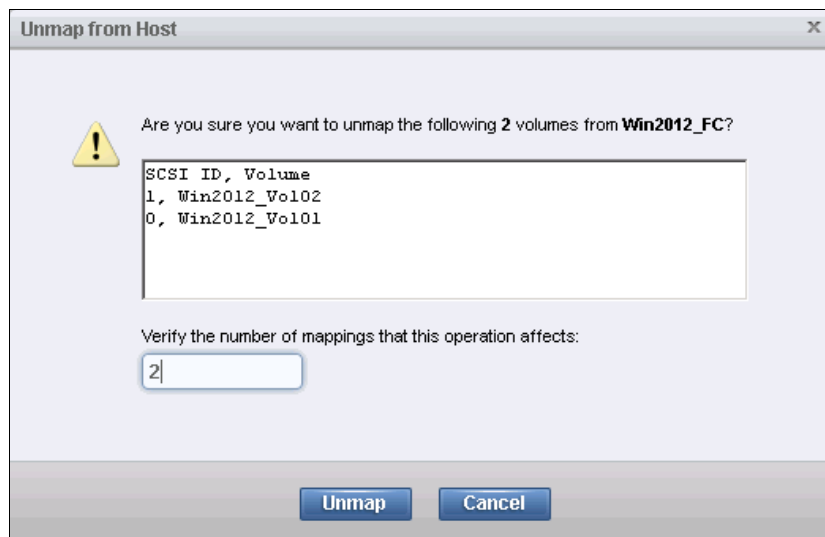 Unmap from Host
x
Are you sure you want to unmap the following 2 volumes from Win2012_FC?
SCSI ID, Volume
1, Win2012_Vol02
0, Win2012_Vol01
Verify the number of mappings that this operation affects:
2
Unmap Cancel